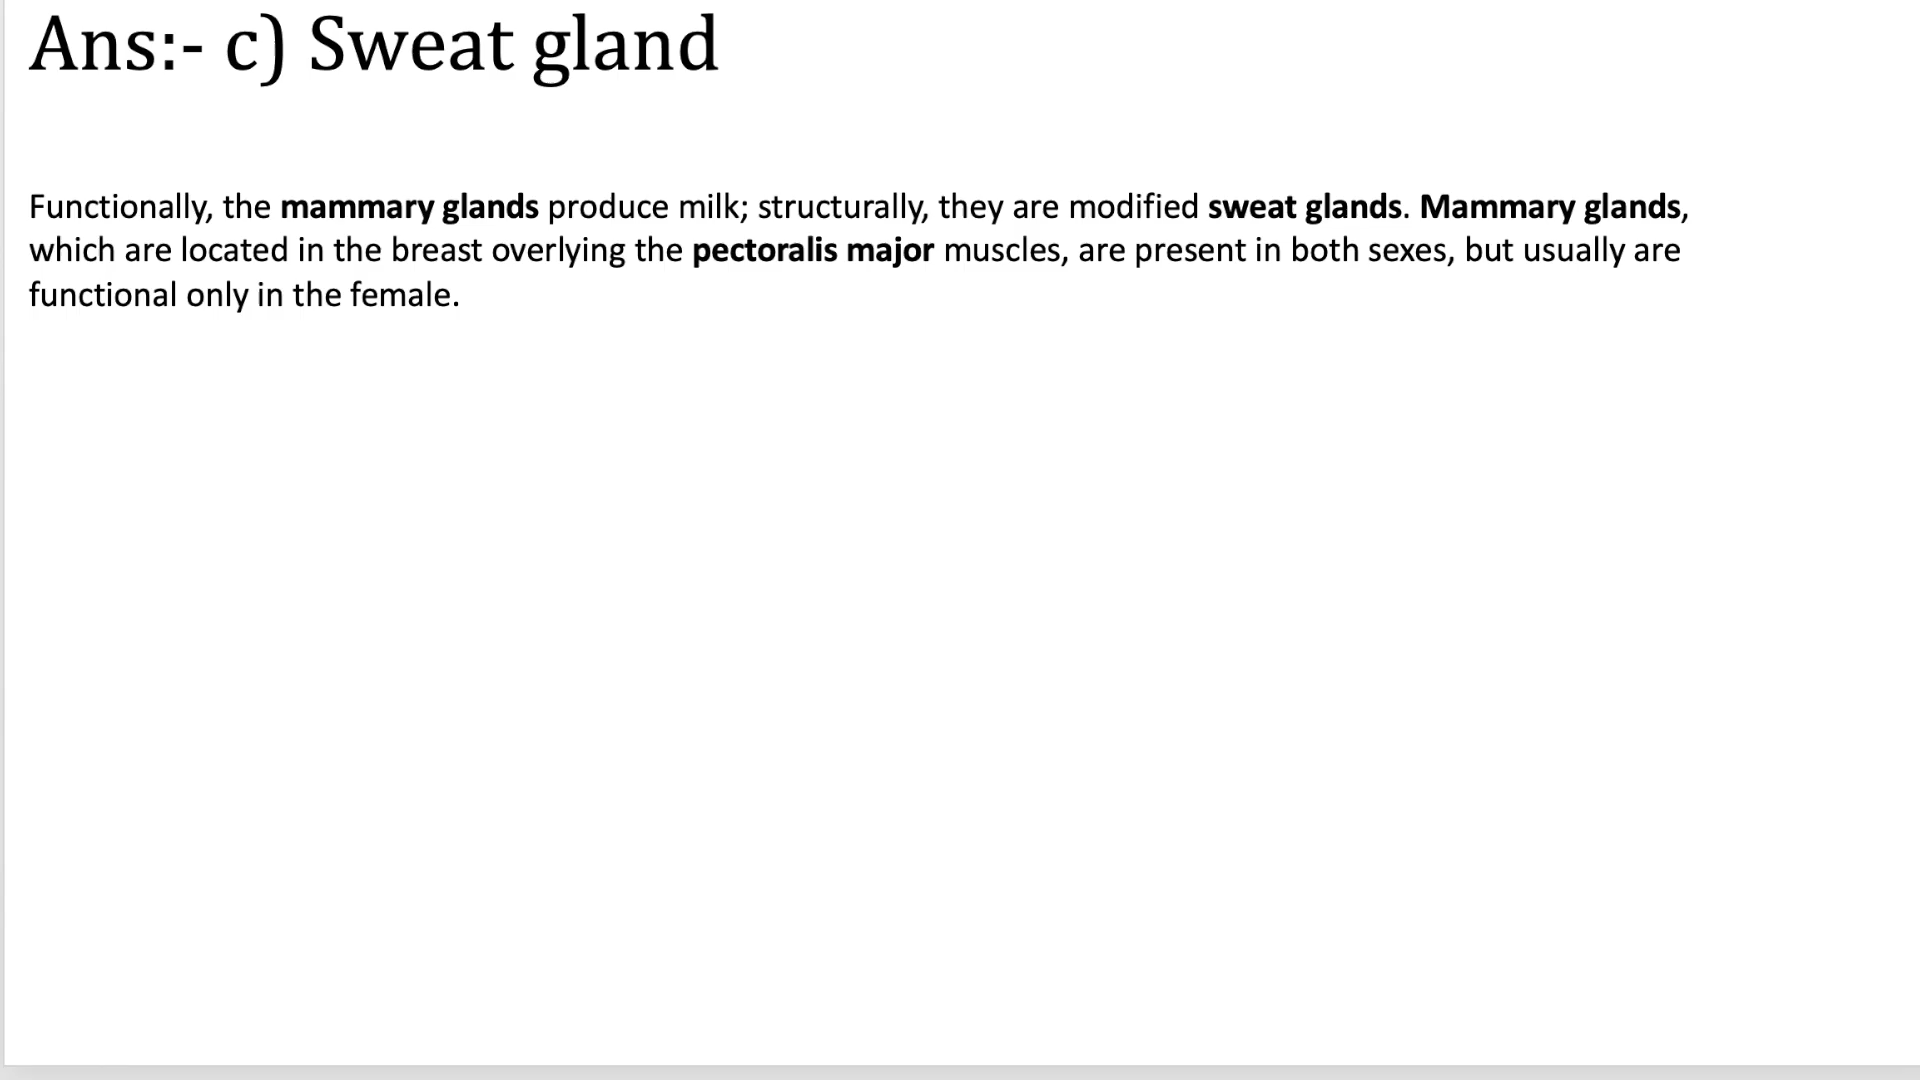 Ans:- c) Sweat gland
Functionally, the mammary glands produce milk; structurally, they are modified sweat glands. Mammary glands,
which are located in the breast overlying the pectoralis major muscles, are present in both sexes, but usually are
functional only in the female.